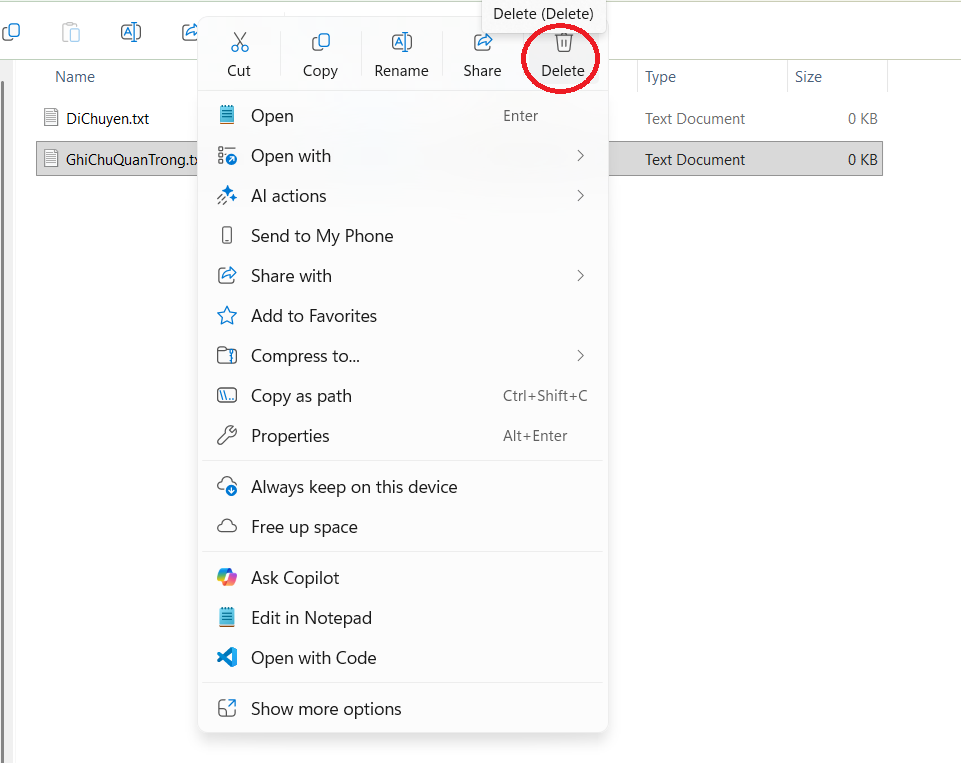 Delete (Delete)
Cut
Copy
Rename
Share
Delete
Name
Type
Size
DiChuyen.txt
Text Document
0 KB
GhiChuQuanTrong.tx
Text Document
0 KB
Open
Enter
Open with
AI actions
Send to My Phone
Share with
Add to Favorites
Compress to...
Copy as path
Ctrl+Shift+C
Properties
Alt+Enter
Always keep on this device
Free up space
Ask Copilot
Edit in Notepad
Open with Code
Show more options